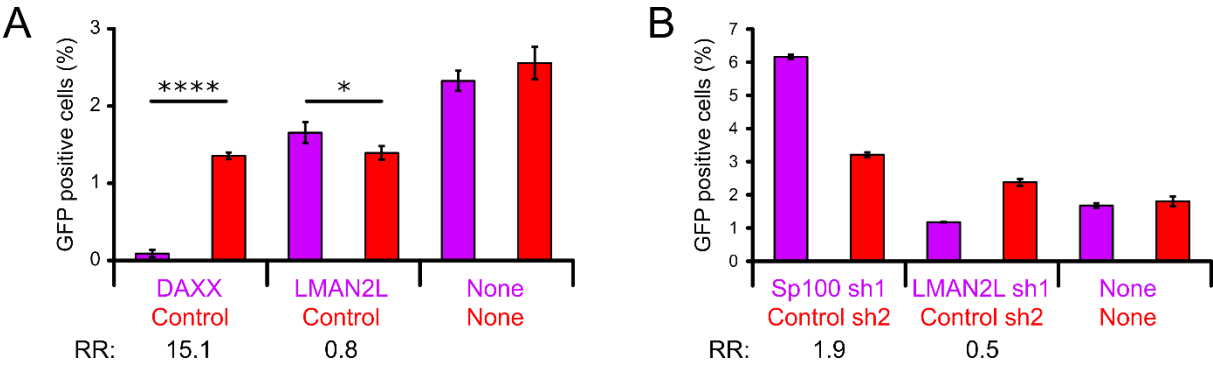 A
GFP positive cells (%)
3
2
1
0
****
*
DAXX LMAN2L None
Control Control None
RR: 15.1 0.8
B
GFP positive cells (%)
7
6
5
4
3
2
1
0
Sp100 sh1 LMAN2L sh1 None
Control sh2 Control sh2 None
RR: 1.9 0.5